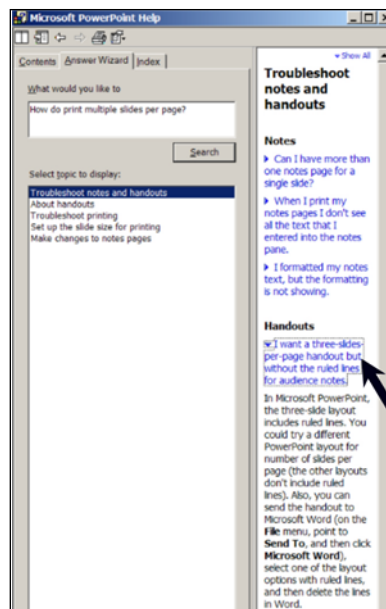 Microsoft PowerPoint Help
Contents
Answer Wizard
Index
What would you like to
How do print multiple slides per page?
Search
Select topic to display:
Troubleshoot notes and handouts
About handouts
Troubleshoot printing
Set up the slide size for printing
Make changes to notes pages
Show All
Troubleshoot
notes and
handouts
Notes
Can I have more than
one notes page for a
single slide?
When I print my
notes pages I don't see
all the text that I
entered into the notes
pane.
I formatted my notes
text, but the formatting
is not showing.
Handouts
I want a three-slides-
per-page handout but
without the ruled lines
for audience notes.
In Microsoft PowerPoint,
the three-slide layout
includes ruled lines. You
could try a different
PowerPoint layout for
number of slides per
page (the other layouts
don't include ruled
lines). Also, you can
send the handout to
Microsoft Word (on the
File menu, point to
Send To, and then click
Microsoft Word),
select one of the layout
options with ruled lines,
and then delete the lines
in Word.